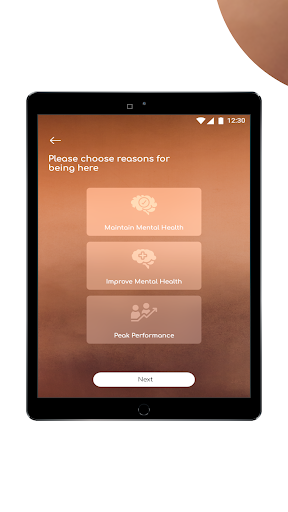 12:30
Please choose reasons for
being here
Maintain Mental Health
Improve Mental Health
Peak Performance
Next